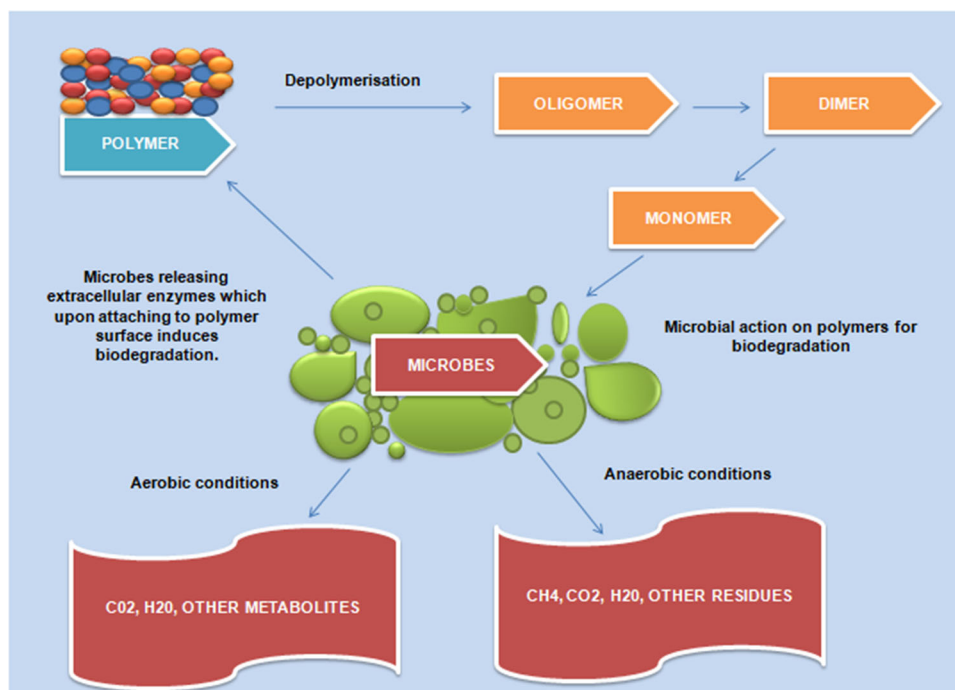 Depolymerisation
POLYMER
OLIGOMER
DIMER
MONOMER
Microbes releasing
extracellular enzymes which
upon attaching to polymer
surface induces
biodegradation.
MICROBES
Microbial action on polymers for
biodegradation
Aerobic conditions
Anaerobic conditions
C02, H20, OTHER METABOLITES
CH4, CO2, H20, OTHER RESIDUES